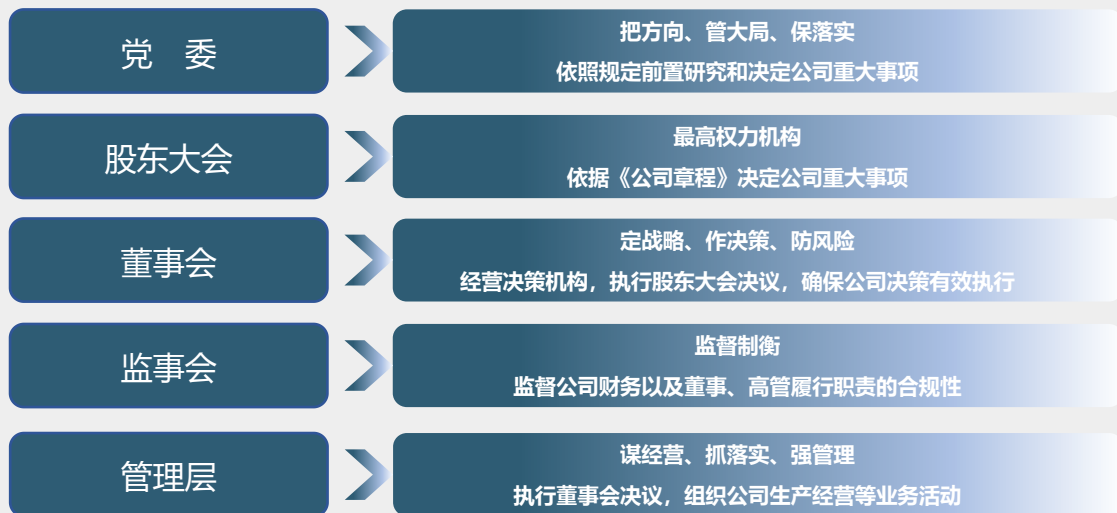 党 委
把方向、管大局、保落实
依照规定前置研究和决定公司重大事项
股东大会
最高权力机构
依据《公司章程》决定公司重大事项
董事会
定战略、作决策、防风险
经营决策机构，执行股东大会决议，确保公司决策有效执行
监事会
监督制衡
监督公司财务以及董事、高管履行职责的合规性
管理层
谋经营、抓落实、强管理
执行董事会决议，组织公司生产经营等业务活动